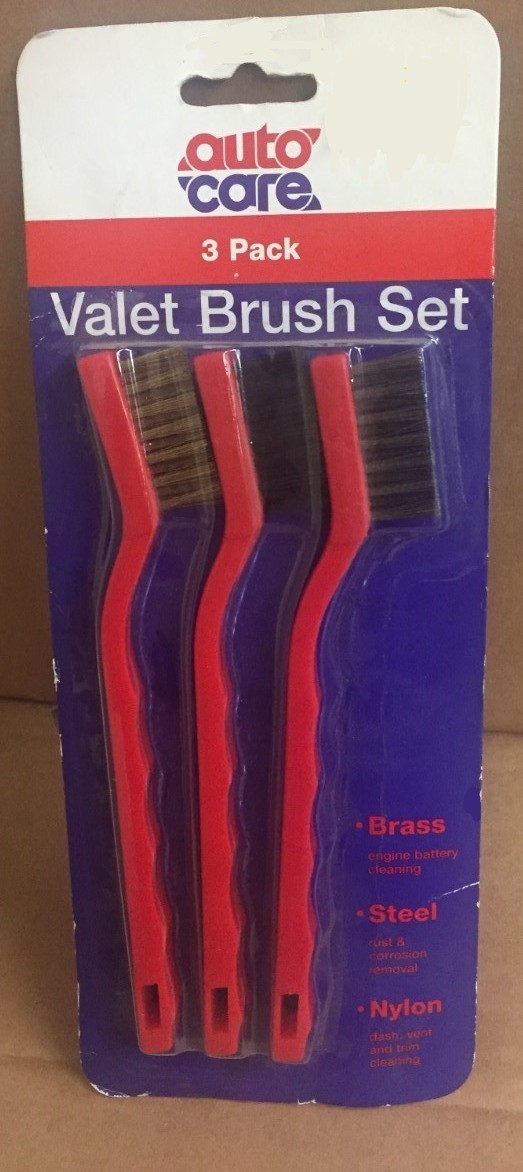 auto
care
3 Pack
Valet Brush Set
• Brass
engine battery
cleaning
• Steel
rust &
corrosion
removal
• Nylon
dash, vent
and trim
cleaning